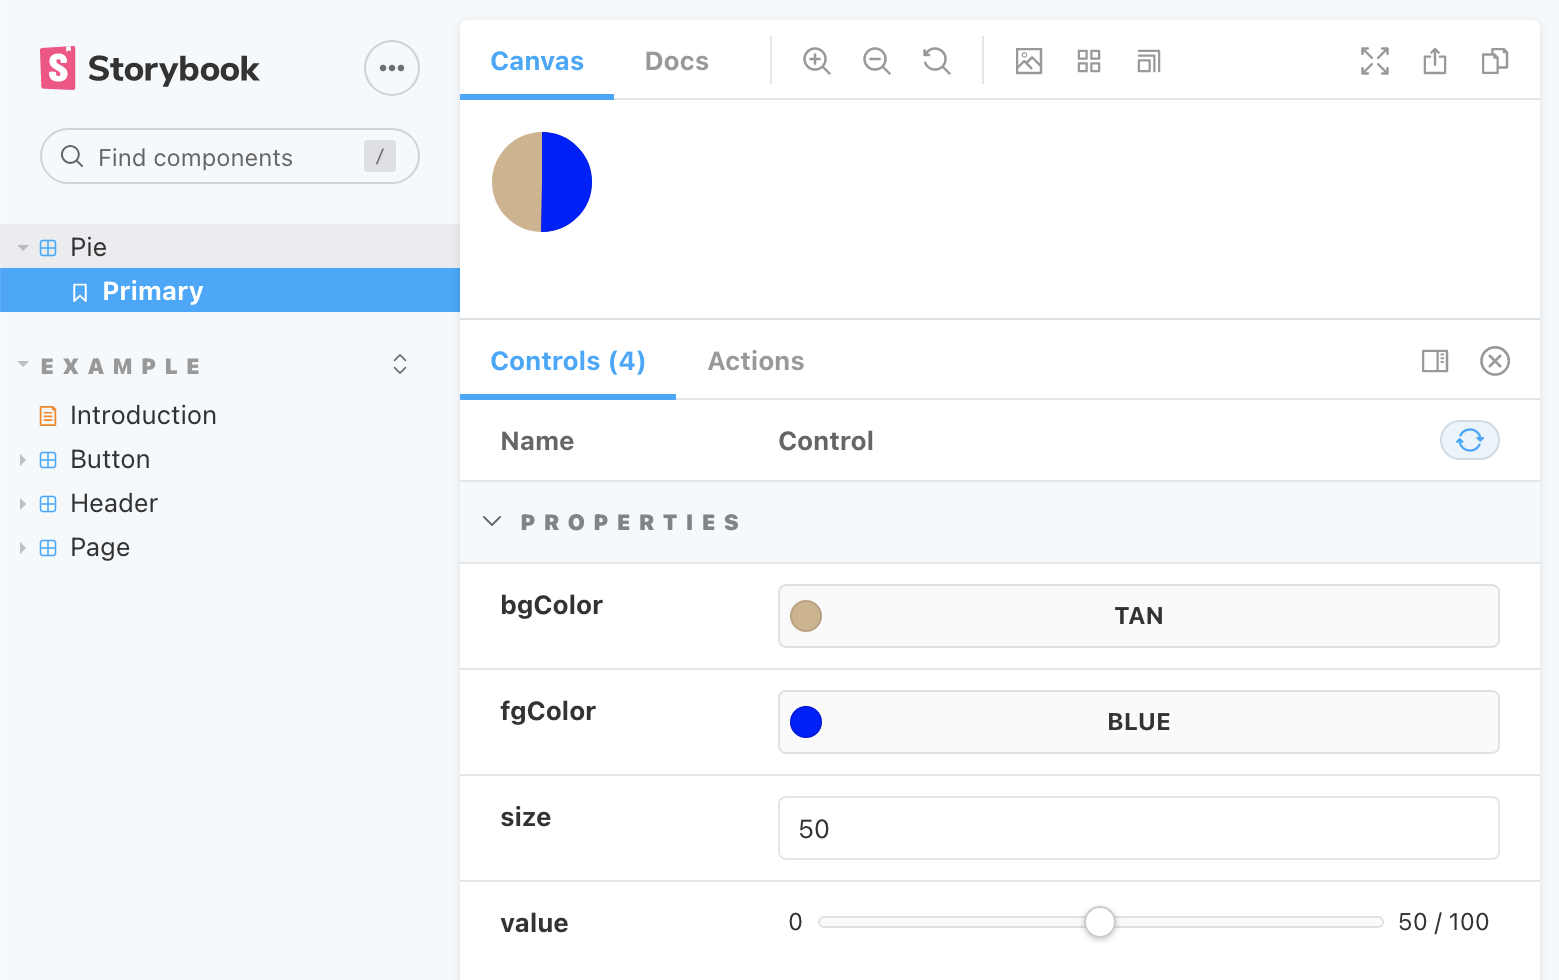 Storybook
Find components
/
Pie
Primary
EXAMPLE
Introduction
Button
Header
Page
Canvas
Docs
Controls (4)
Actions
Name
Control
PROPERTIES
bgColor
TAN
fgColor
BLUE
size
50
value
0
50 / 100